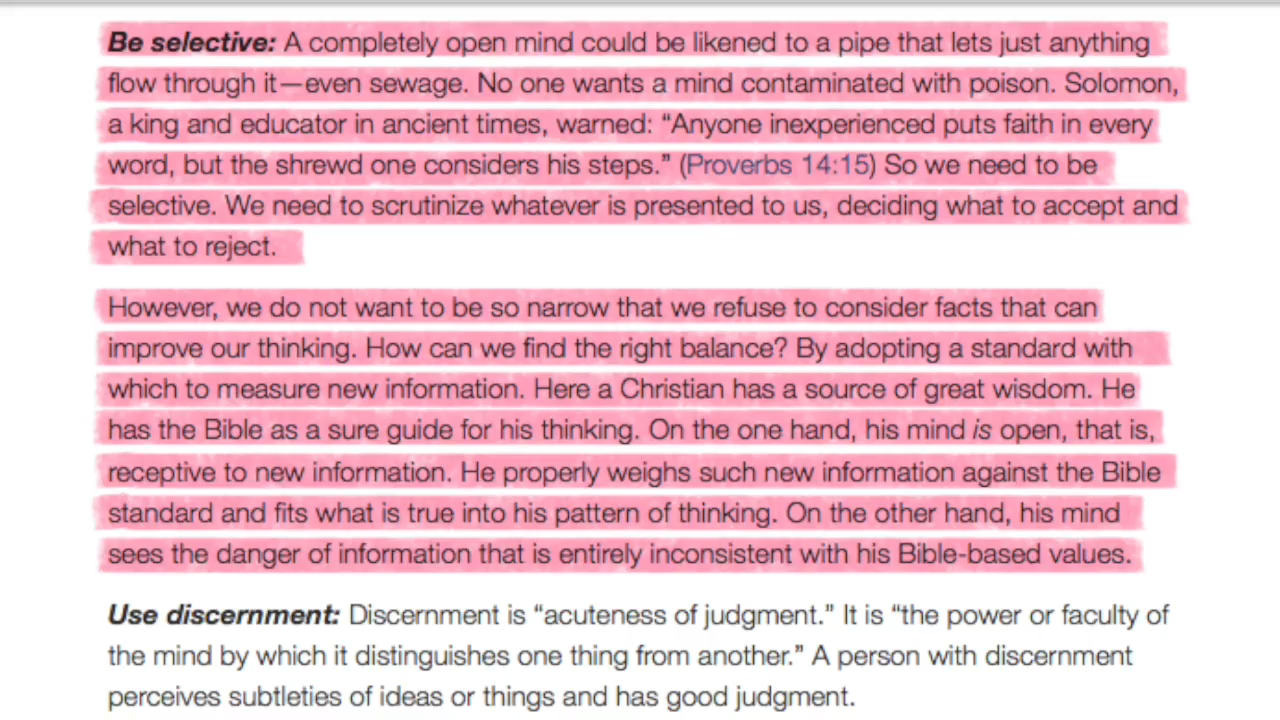 Be selective: A completely open mind could be likened to a pipe that lets just anything
flow through it—even sewage. No one wants a mind contaminated with poison. Solomon,
a king and educator in ancient times, warned: “Anyone inexperienced puts faith in every
word, but the shrewd one considers his steps.” (Proverbs 14:15) So we need to be
selective. We need to scrutinize whatever is presented to us, deciding what to accept and
what to reject.
However, we do not want to be so narrow that we refuse to consider facts that can
improve our thinking. How can we find the right balance? By adopting a standard with
which to measure new information. Here a Christian has a source of great wisdom. He
has the Bible as a sure guide for his thinking. On the one hand, his mind is open, that is,
receptive to new information. He properly weighs such new information against the Bible
standard and fits what is true into his pattern of thinking. On the other hand, his mind
sees the danger of information that is entirely inconsistent with his Bible-based values.
Use discernment: Discernment is “acuteness of judgment.” It is “the power or faculty of
the mind by which it distinguishes one thing from another.” A person with discernment
perceives subtleties of ideas or things and has good judgment.